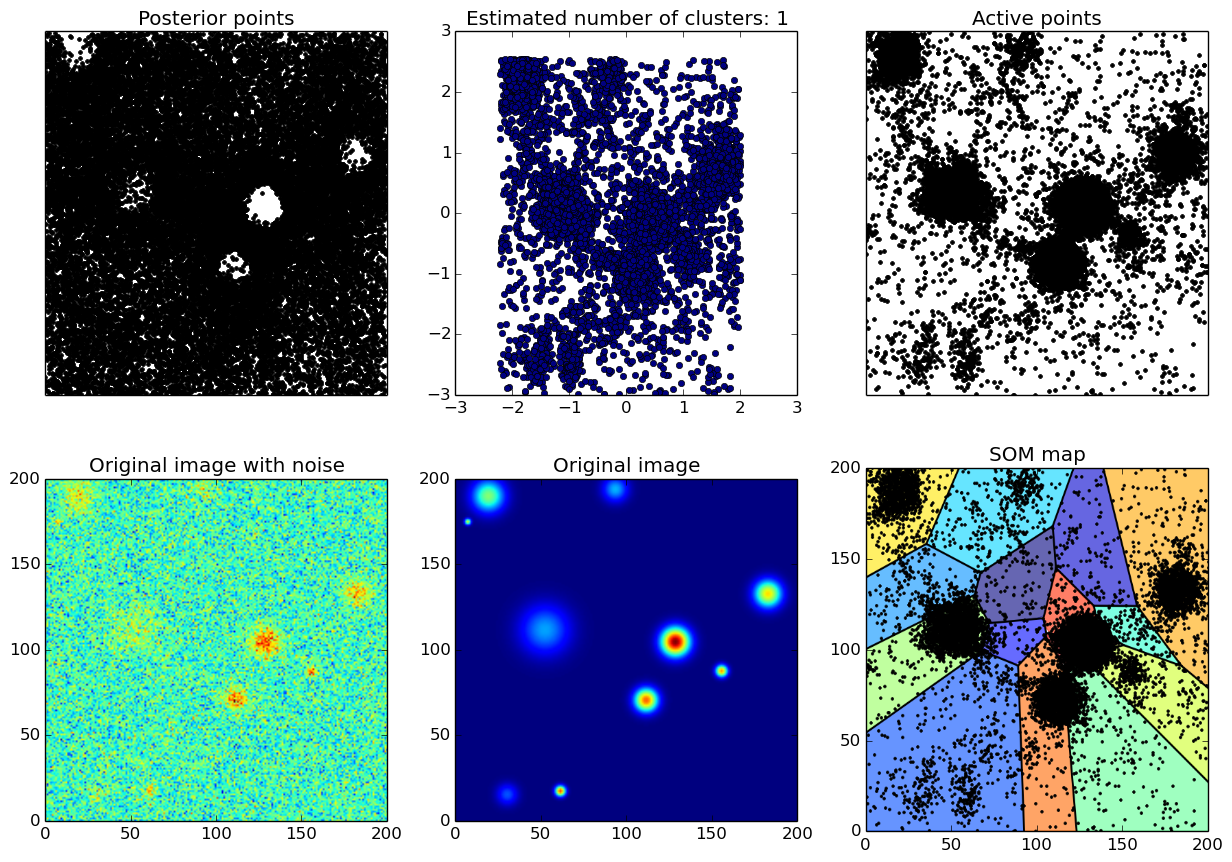 Posterior points
Estimated number of clusters: 1
Active points
3
2
1
0
−1
−2
−3
−3 −2 −1 0 1 2 3
Original image with noise
Original image
SOM map
200
150
100
50
0
0 50 100 150 200
200
150
100
50
0
0 50 100 150 200
200
150
100
50
0
0 50 100 150 200